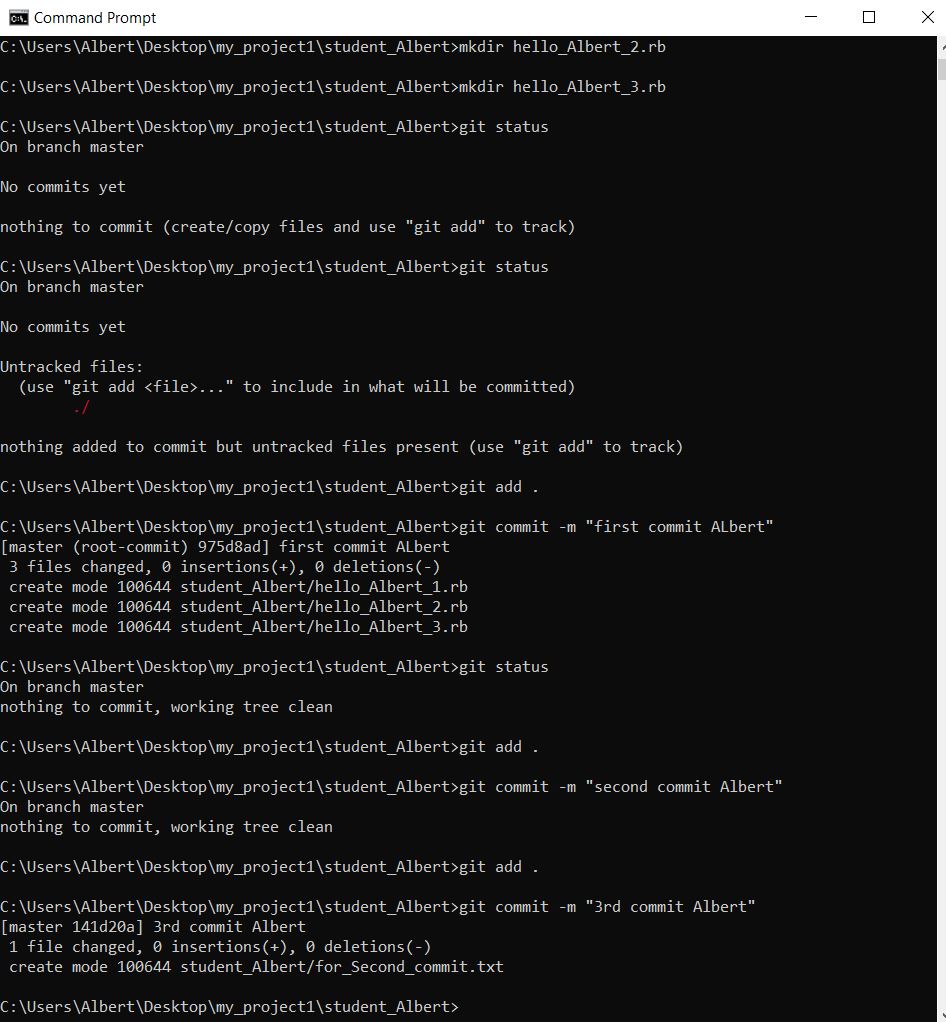 Command Prompt
C:\Users\Albert\Desktop\my_project1\student_Albert>mkdir hello_Albert_2.rb
C:\Users\Albert\Desktop\my_project1\student_Albert>mkdir hello_Albert_3.rb
C:\Users\Albert\Desktop\my_project1\student_Albert>git status
On branch master
No commits yet
nothing to commit (create/copy files and use "git add" to track)
C:\Users\Albert\Desktop\my_project1\student_Albert>git status
On branch master
No commits yet
Untracked files:
  (use "git add <file>..." to include in what will be committed)
        ./
nothing added to commit but untracked files present (use "git add" to track)
C:\Users\Albert\Desktop\my_project1\student_Albert>git add .
C:\Users\Albert\Desktop\my_project1\student_Albert>git commit -m "first commit ALbert"
[master (root-commit) 975d8ad] first commit ALbert
 3 files changed, 0 insertions(+), 0 deletions(-)
 create mode 100644 student_Albert/hello_Albert_1.rb
 create mode 100644 student_Albert/hello_Albert_2.rb
 create mode 100644 student_Albert/hello_Albert_3.rb
C:\Users\Albert\Desktop\my_project1\student_Albert>git status
On branch master
nothing to commit, working tree clean
C:\Users\Albert\Desktop\my_project1\student_Albert>git add .
C:\Users\Albert\Desktop\my_project1\student_Albert>git commit -m "second commit Albert"
On branch master
nothing to commit, working tree clean
C:\Users\Albert\Desktop\my_project1\student_Albert>git add .
C:\Users\Albert\Desktop\my_project1\student_Albert>git commit -m "3rd commit Albert"
[master 141d20a] 3rd commit Albert
 1 file changed, 0 insertions(+), 0 deletions(-)
 create mode 100644 student_Albert/for_Second_commit.txt
C:\Users\Albert\Desktop\my_project1\student_Albert>